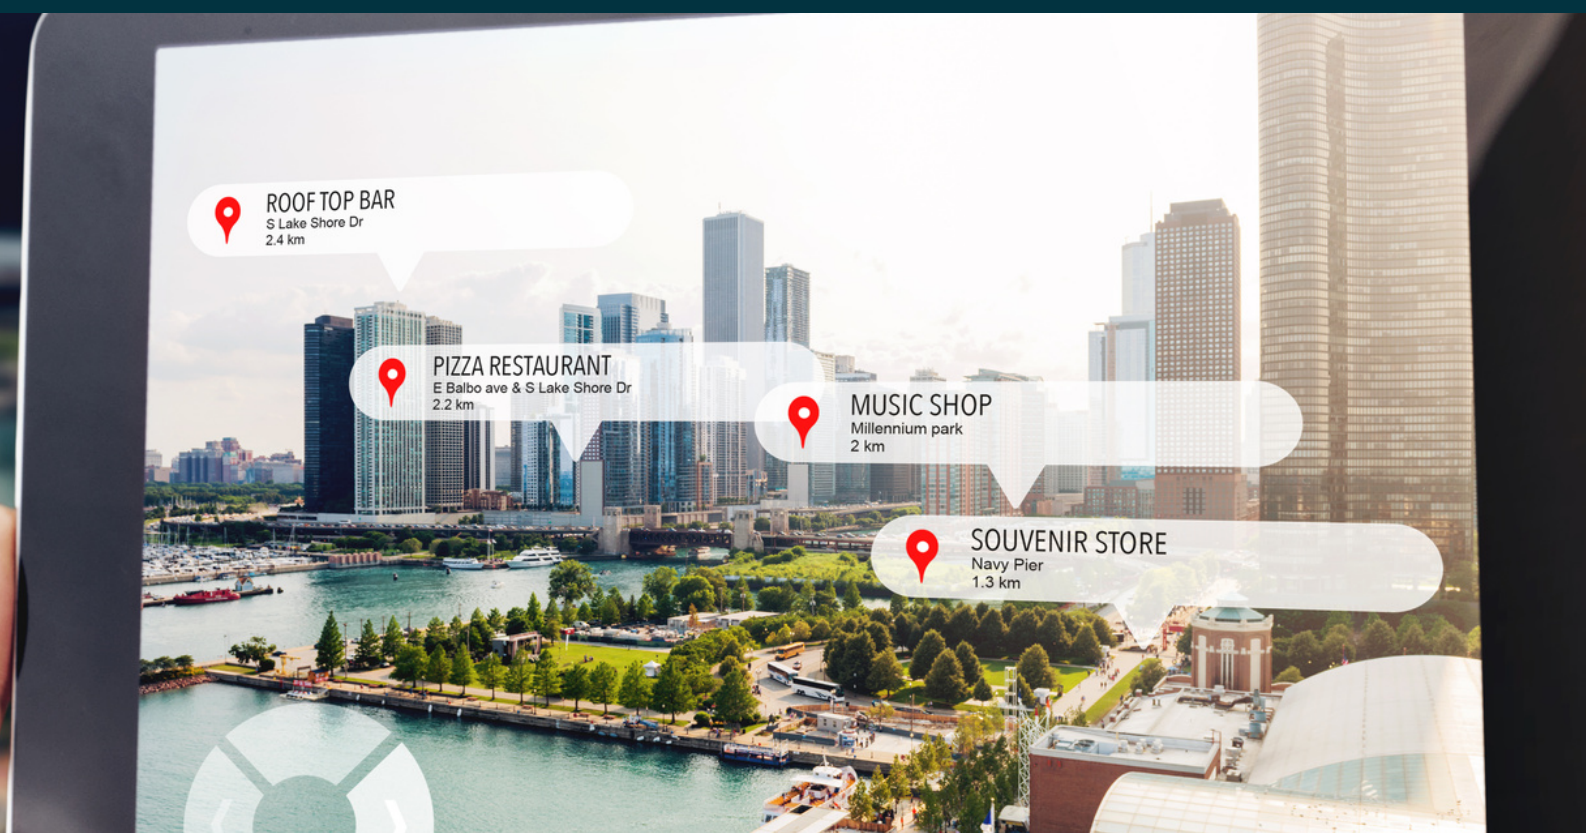 ROOF TOP BAR
S Lake Shore Dr
2.4 km
PIZZA RESTAURANT
E Balbo ave & S Lake Shore Dr
2.2 km
MUSIC SHOP
Millennium park
2 km
SOUVENIR STORE
Navy Pier
1.3 km